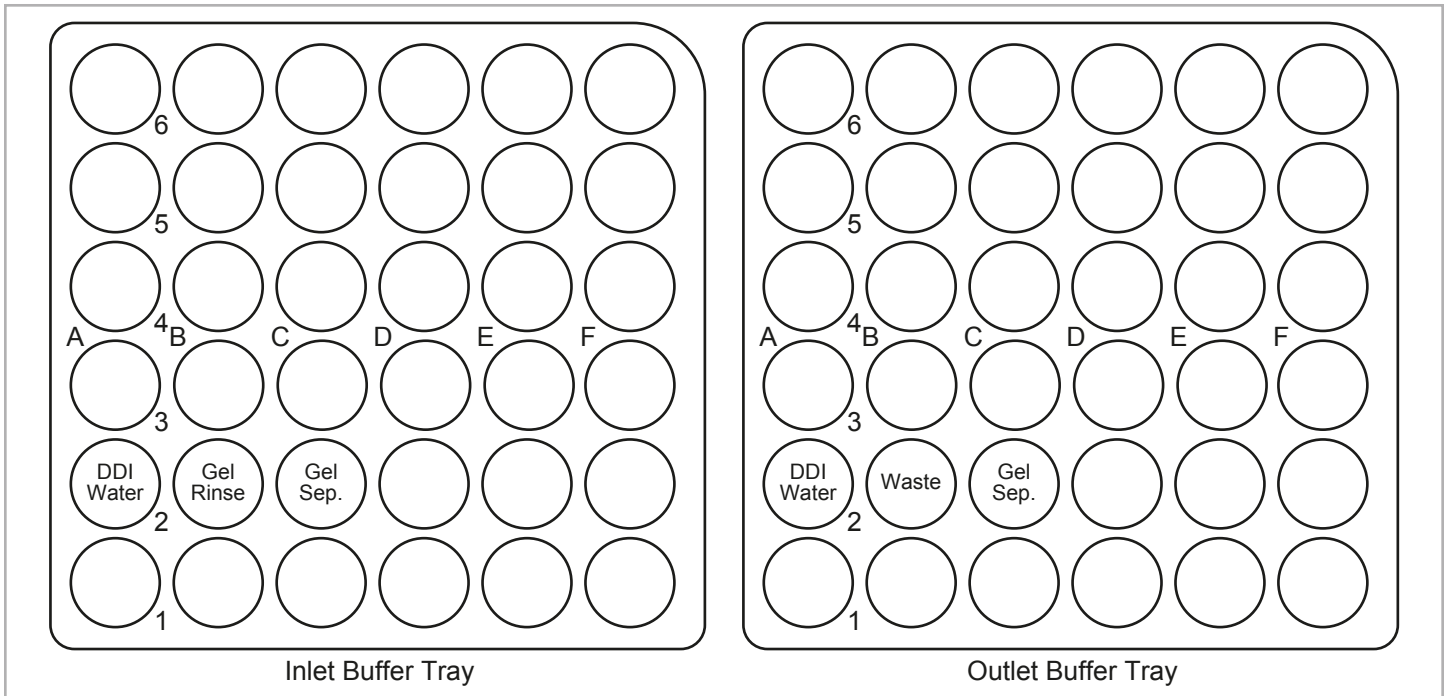 6 6
5 5
4 4
A B C D E F A B C D E F
3 3
DDI Water Gel Rinse Gel Sep. DDI Water Waste Gel Sep.
2 2
1 1
Inlet Buffer Tray Outlet Buffer Tray